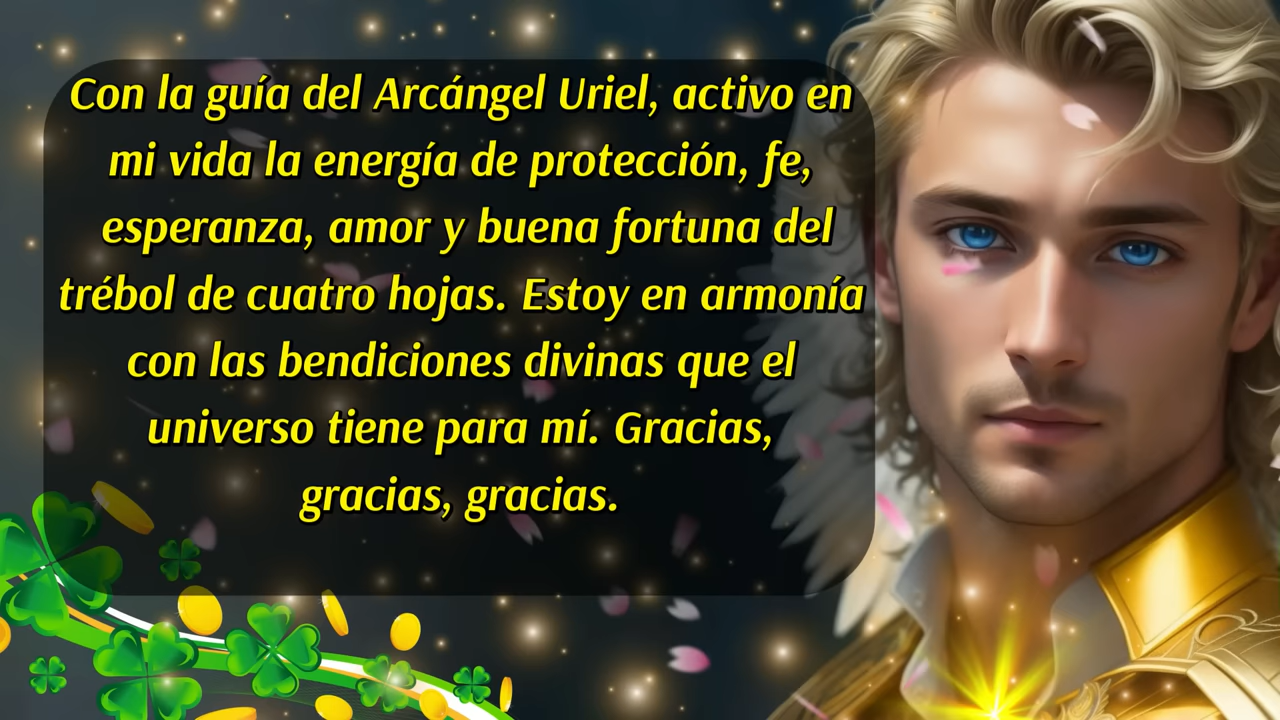 Con la guía del Arcángel Uriel, activo en
mi vida la energía de protección, fe,
esperanza, amor y buena fortuna del
trébol de cuatro hojas. Estoy en armonía
con las bendiciones divinas que el
universo tiene para mí. Gracias,
gracias, gracias.